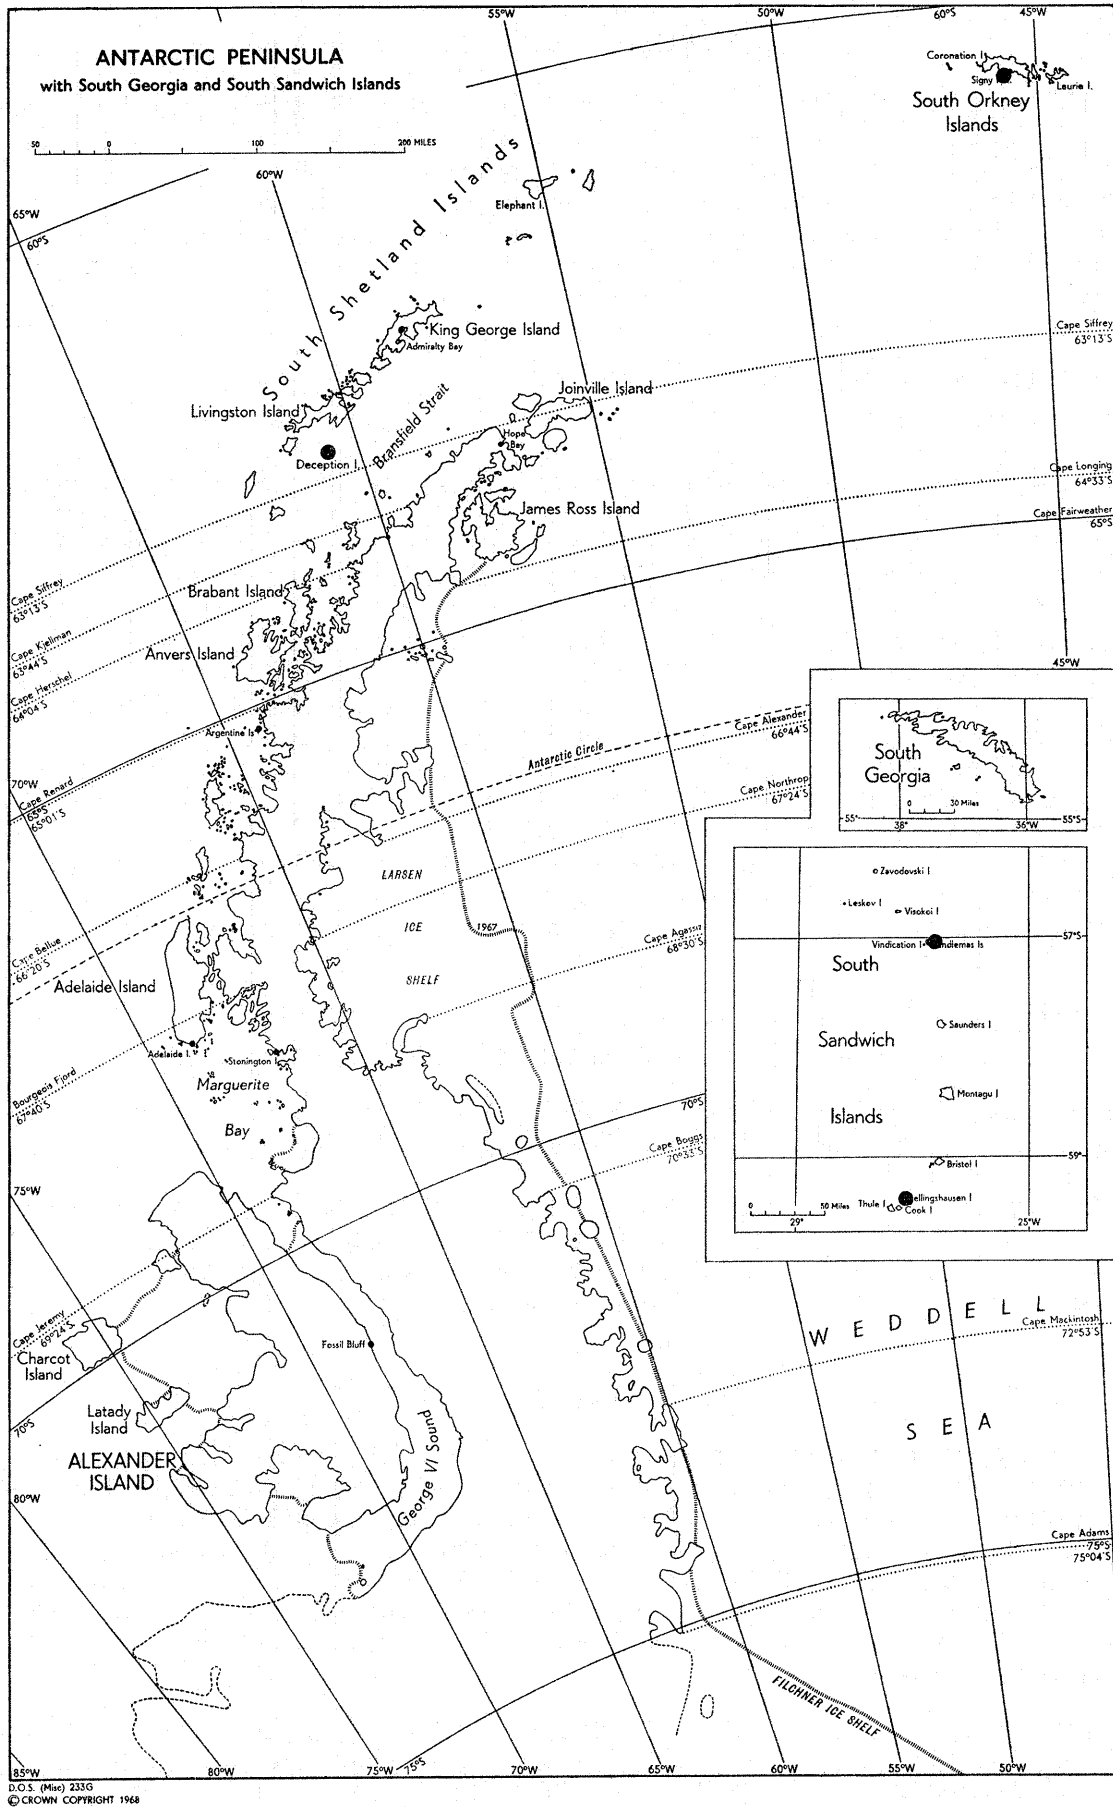 55°W
50°W
60°S
45°W
ANTARCTIC PENINSULA
with South Georgia and South Sandwich Islands
50 0 100 200 MILES
Coronation I.
Signy
Laurie I.
South Orkney
Islands
60°W
65°W
60°S
South Shetland Islands
Elephant I.
King George Island
Admiralty Bay
Cape Siffrey
63°13'S
Livingston Island
Joinville Island
Bransfield Strait
Hope
Bay
Deception I.
Cape Longing
64°33'S
James Ross Island
Cape Fairweather
65°S
Cape Siffrey
63°13'S
Brabant Island
Cape Kjellman
63°44'S
Anvers Island
Cape Herschel
64°04'S
45°W
Argentine Is
Cape Alexander
66°44'S
Antarctic Circle
70°W
Cape Renard
65°S
65°01'S
Cape Northrop
67°24'S
South
Georgia
0 30 Miles
55°
55°S
38°
36°W
LARSEN
ICE
SHELF
1967
Cape Agassiz
68°30'S
Cape Bellue
66°20'S
Adelaide Island
Adelaide I.
Stonington I.
Marguerite
Bay
Bourgeois Fjord
67°40'S
70°S
Cape Boggs
70°33'S
Zavodovski I
Leskov I
Visokoi I
57°S
Vindication I
ndlemas Is
South
Saunders I
Sandwich
Montagu I
Islands
59°
Bristol I
ellingshausen I
Thule I
Cook I
0 50 Miles
29°
25°W
75°W
Cape Jeremy
69°24'S
Charcot
Island
Fossil Bluff
WEDDELL
Cape Mackintosh
72°53'S
SEA
70°S
Latady
Island
ALEXANDER
ISLAND
George VI Sound
80°W
Cape Adams
75°S
75°04'S
FILCHNER ICE SHELF
85°W
80°W
75°W
75°S
70°W
65°W
60°W
55°W
50°W
D.O.S. (Misc) 233G
© CROWN COPYRIGHT 1968